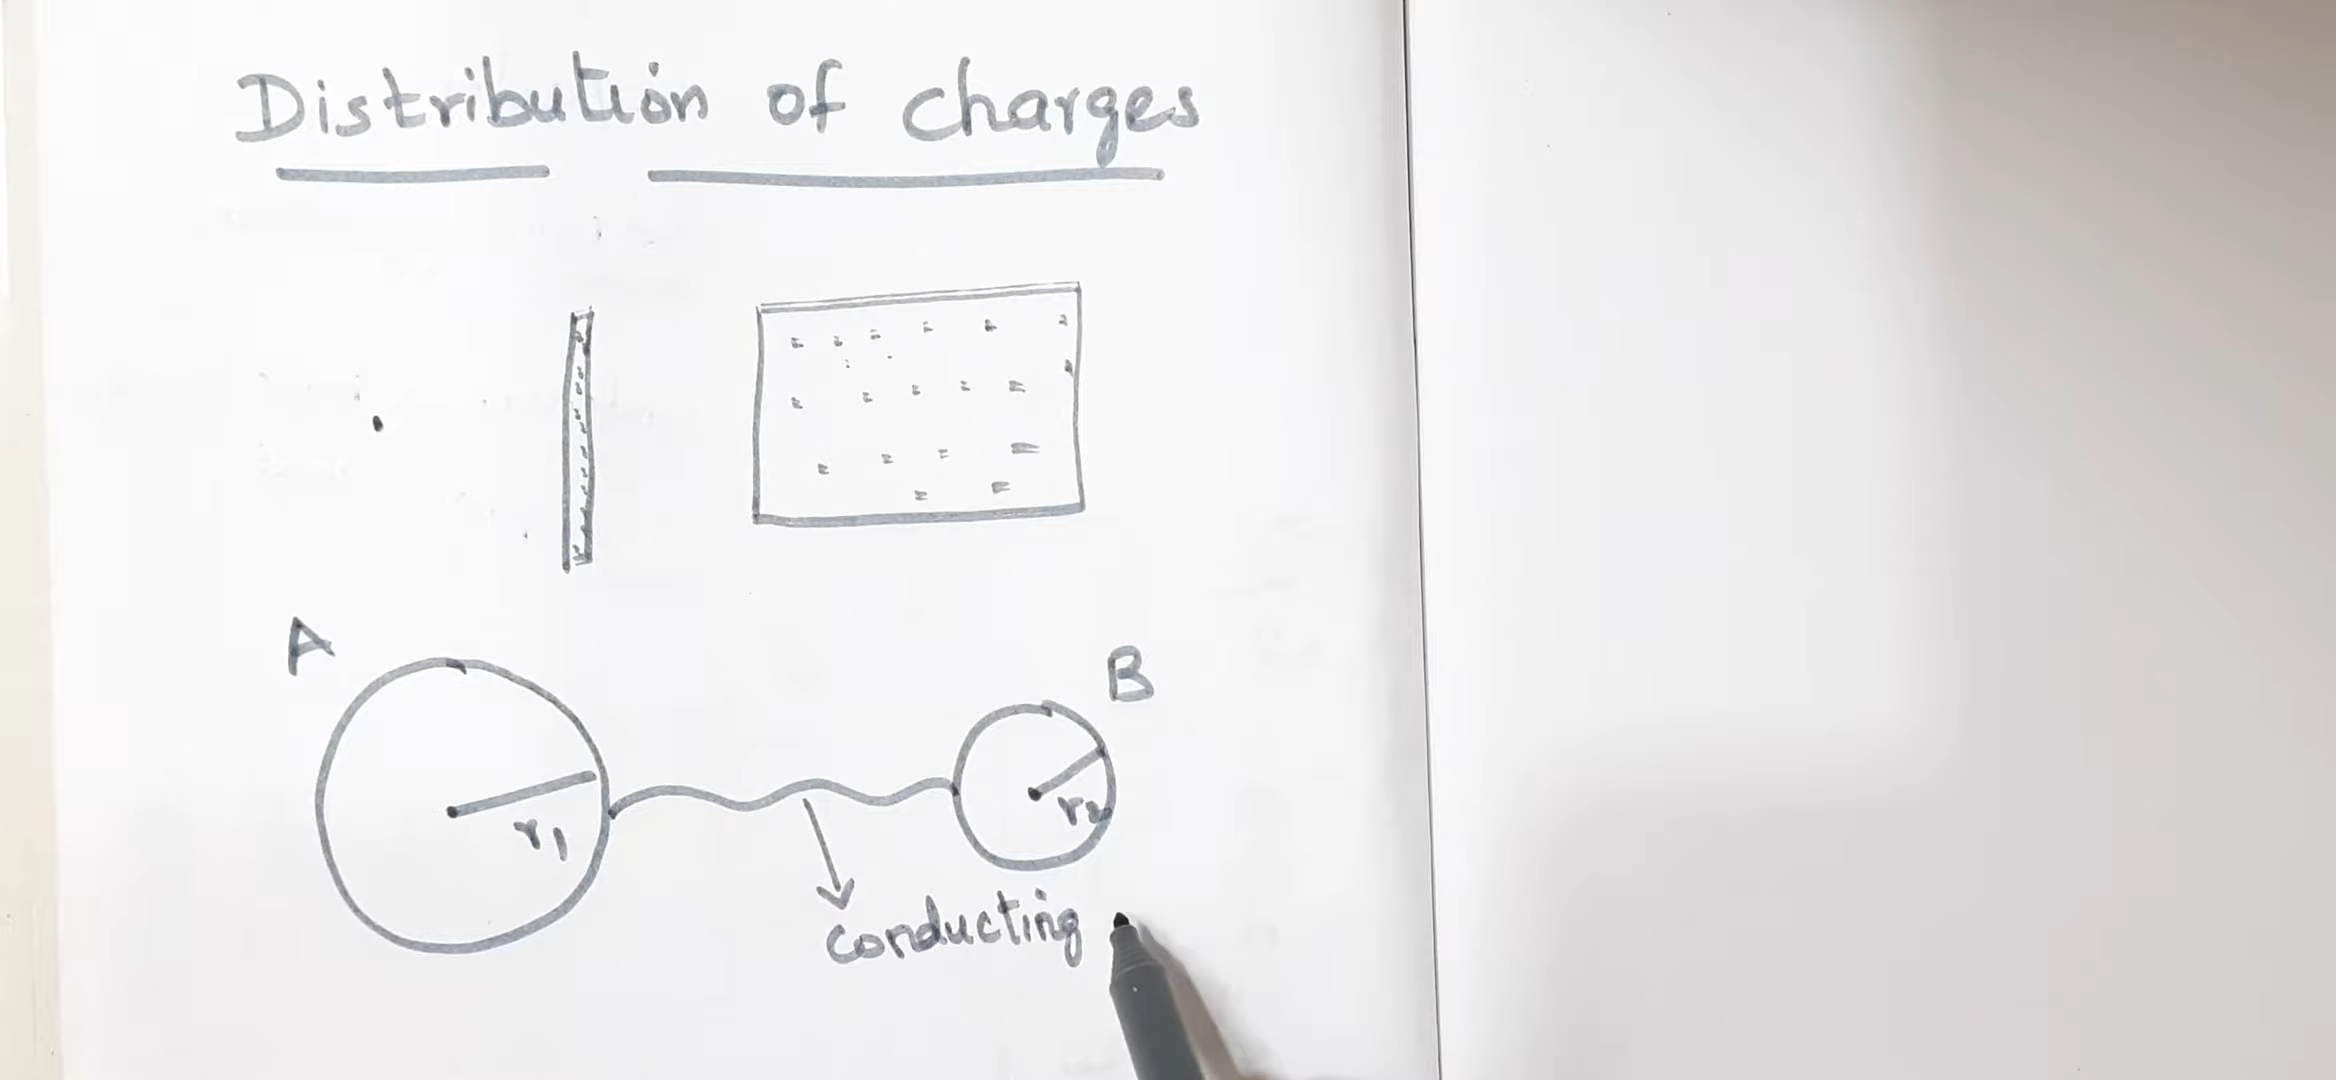 Distribution of charges
A
B
r1
r2
conducting